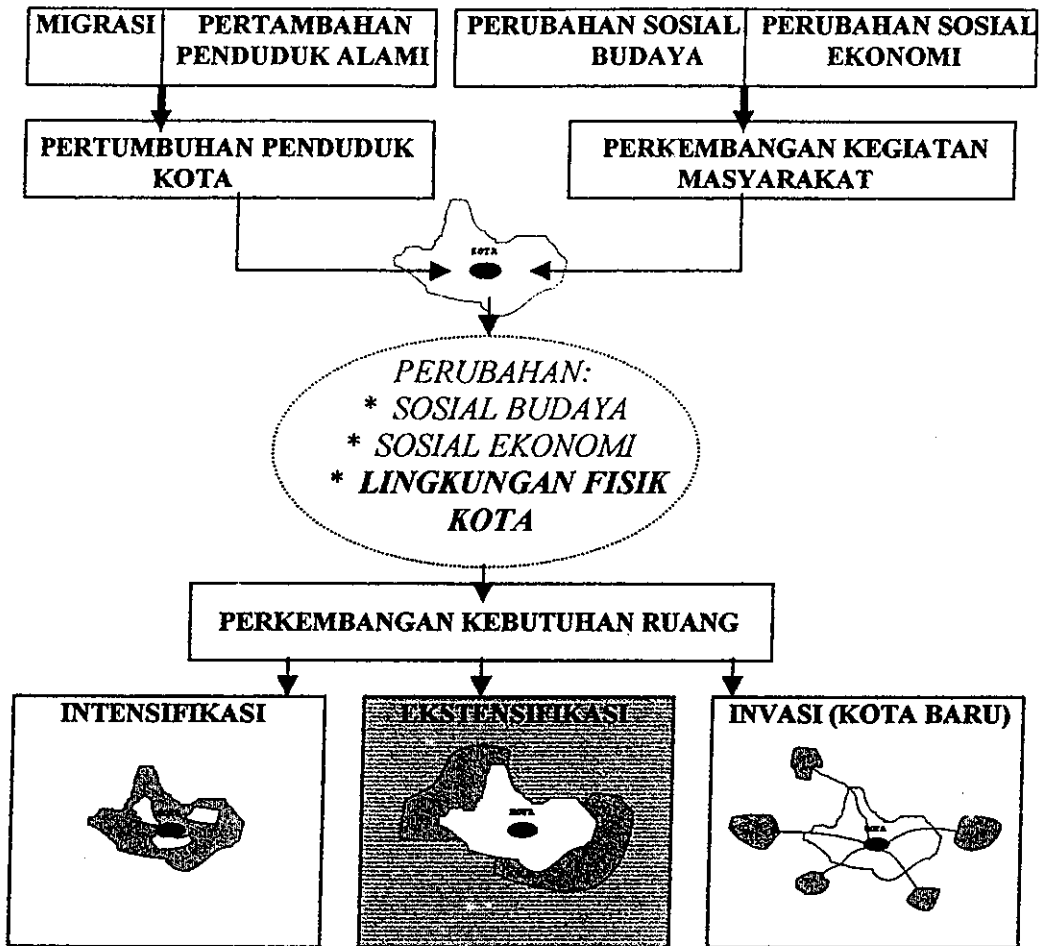 MIGRASI
PERTAMBAHAN
PENDUDUK ALAMI
PERUBAHAN SOSIAL
BUDAYA
PERUBAHAN SOSIAL
EKONOMI
PERTUMBUHAN PENDUDUK
KOTA
PERKEMBANGAN KEGIATAN
MASYARAKAT
KOTA
PERUBAHAN:
* SOSIAL BUDAYA
* SOSIAL EKONOMI
* LINGKUNGAN FISIK
KOTA
PERKEMBANGAN KEBUTUHAN RUANG
INTENSIFIKASI
EKSTENSIFIKASI
INVASI (KOTA BARU)
KOTA
KOTA
KOTA